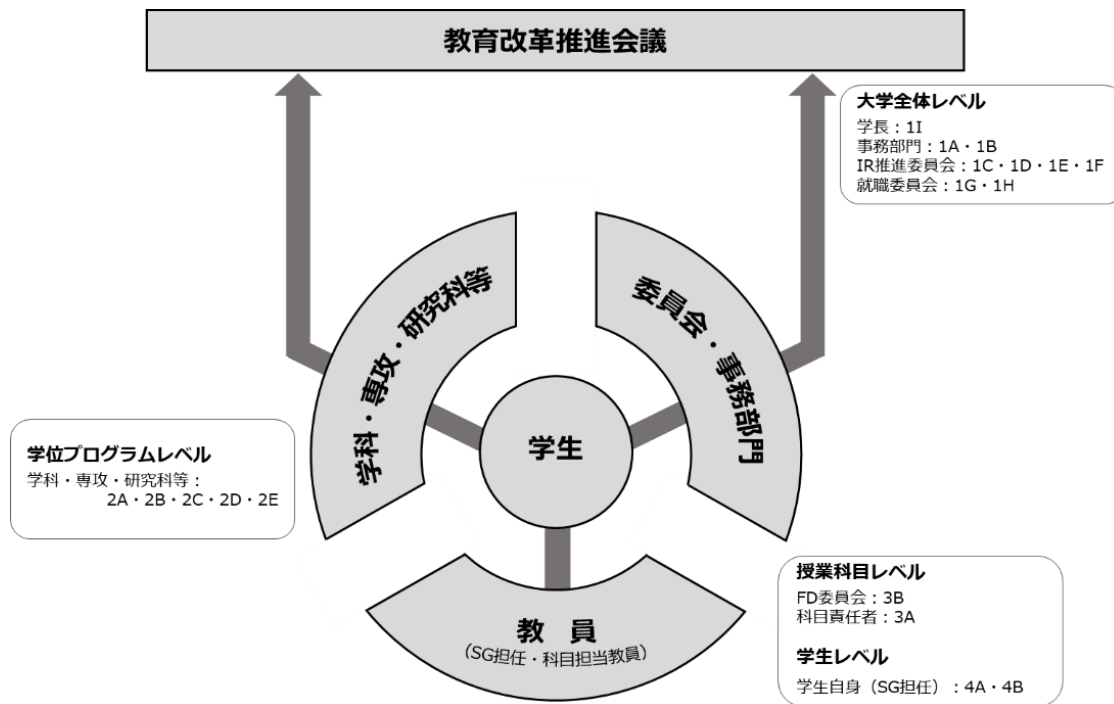 教育改革推進会議
大学全体レベル
学長：1I
事務部門：1A・1B
IR推進委員会：1C・1D・1E・1F
就職委員会：1G・1H
学科・専攻・研究科等
委員会・事務部門
学生
学位プログラムレベル
学科・専攻・研究科等：
2A・2B・2C・2D・2E
教　員
（SG担任・科目担当教員）
授業科目レベル
FD委員会：3B
科目責任者：3A
学生レベル
学生自身（SG担任）：4A・4B